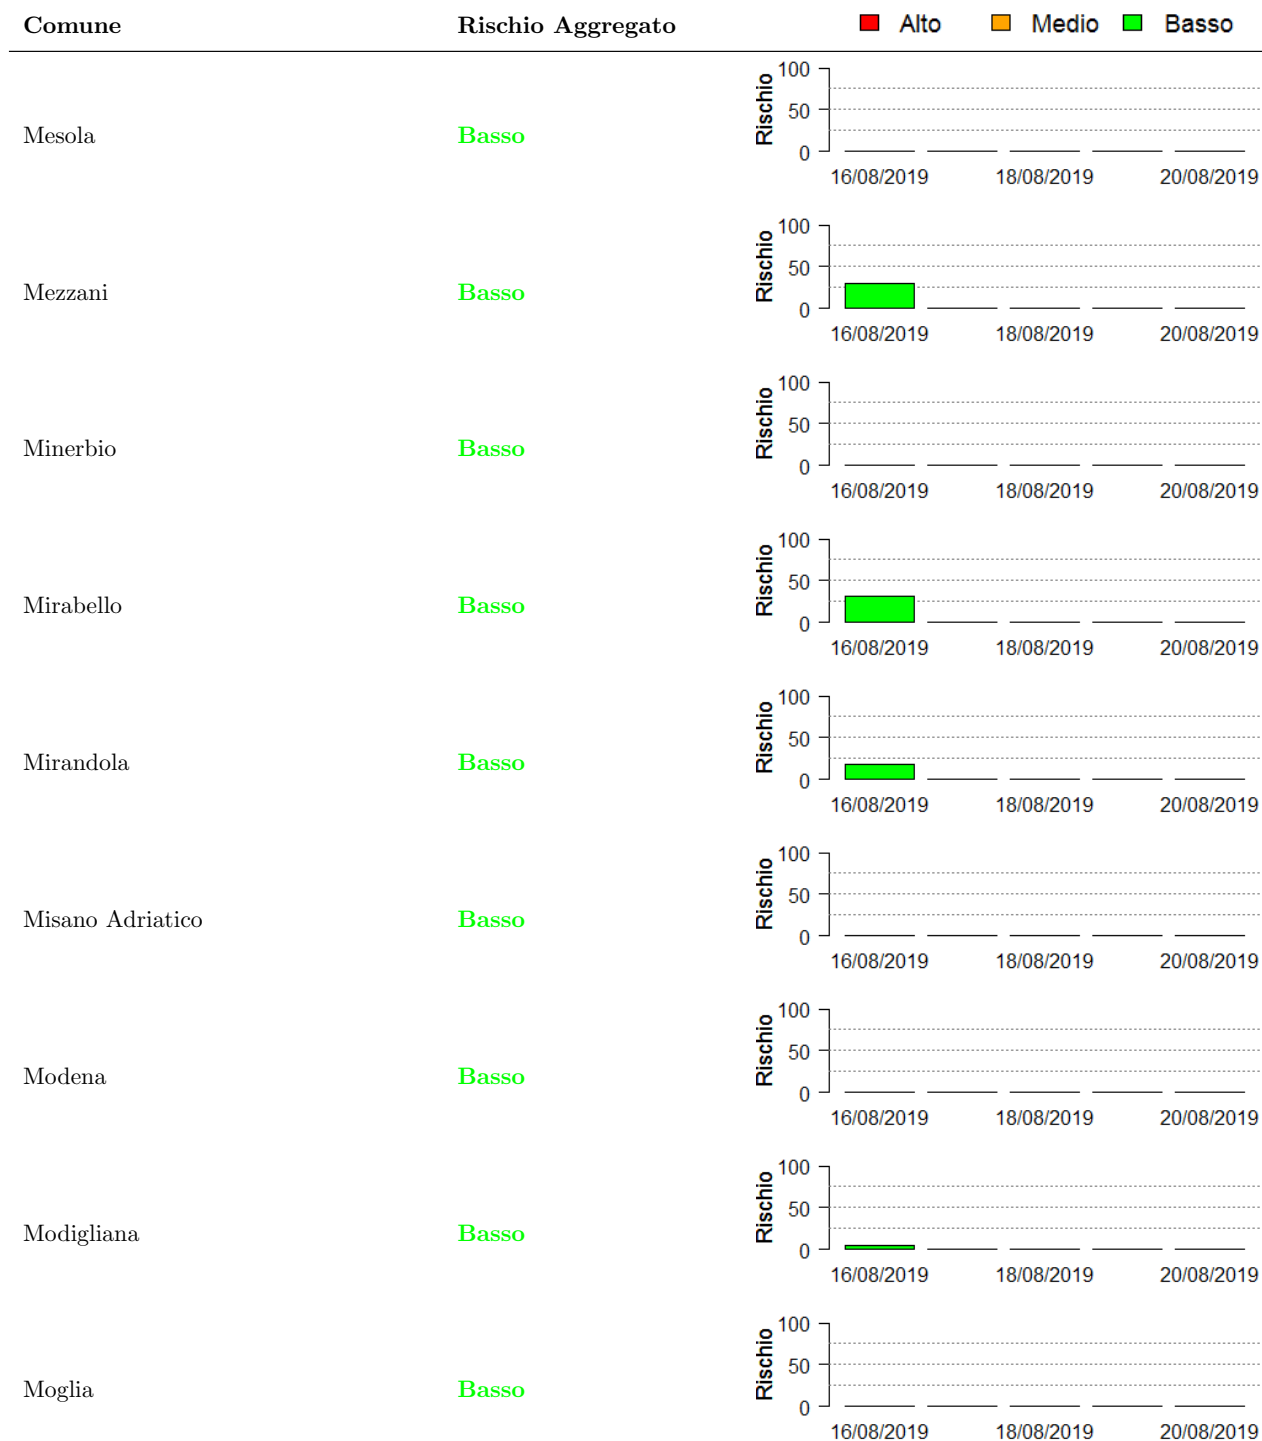 Comune Rischio Aggregato Alto Medio Basso
Mesola Basso Rischio 100 50 0
16/08/2019 18/08/2019 20/08/2019
Mezzani Basso Rischio 100 50 0
16/08/2019 18/08/2019 20/08/2019
Minerbio Basso Rischio 100 50 0
16/08/2019 18/08/2019 20/08/2019
Mirabello Basso Rischio 100 50 0
16/08/2019 18/08/2019 20/08/2019
Mirandola Basso Rischio 100 50 0
16/08/2019 18/08/2019 20/08/2019
Misano Adriatico Basso Rischio 100 50 0
16/08/2019 18/08/2019 20/08/2019
Modena Basso Rischio 100 50 0
16/08/2019 18/08/2019 20/08/2019
Modigliana Basso Rischio 100 50 0
16/08/2019 18/08/2019 20/08/2019
Moglia Basso Rischio 100 50 0
16/08/2019 18/08/2019 20/08/2019